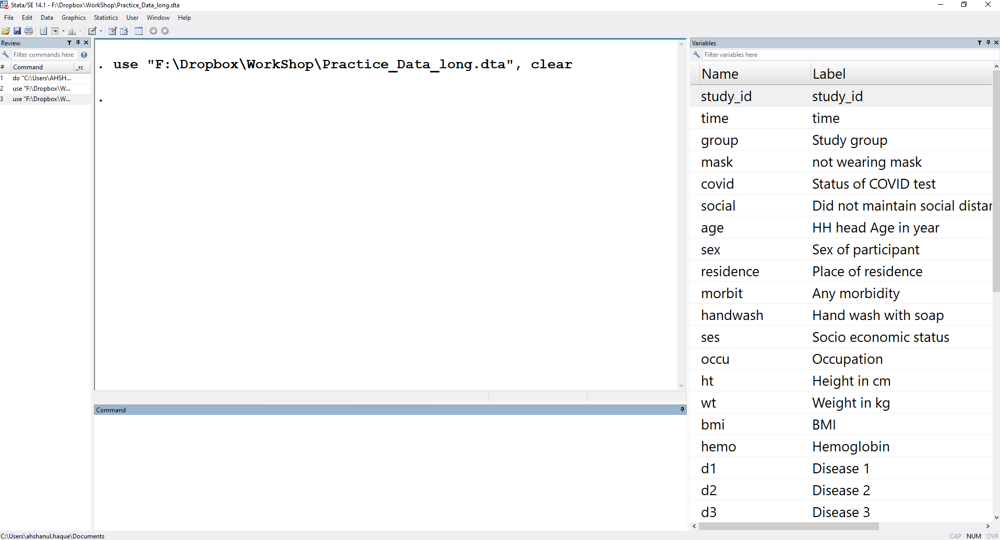 Stata/SE 14.1 - F:\Dropbox\WorkShop\Practice_Data_long.dta
File Edit Data Graphics Statistics User Window Help
Review
Filter commands here
# Command _rc
1 do "C:\Users\AHSH...
2 use "F:\Dropbox\W...
3 use "F:\Dropbox\W...
. use "F:\Dropbox\WorkShop\Practice_Data_long.dta", clear
.
Command
Variables
Filter variables here
Name Label
study_id study_id
time time
group Study group
mask not wearing mask
covid Status of COVID test
social Did not maintain social distan
age HH head Age in year
sex Sex of participant
residence Place of residence
morbit Any morbidity
handwash Hand wash with soap
ses Socio economic status
occu Occupation
ht Height in cm
wt Weight in kg
bmi BMI
hemo Hemoglobin
d1 Disease 1
d2 Disease 2
d3 Disease 3
C:\Users\ahshanul.haque\Documents
CAP NUM OVR